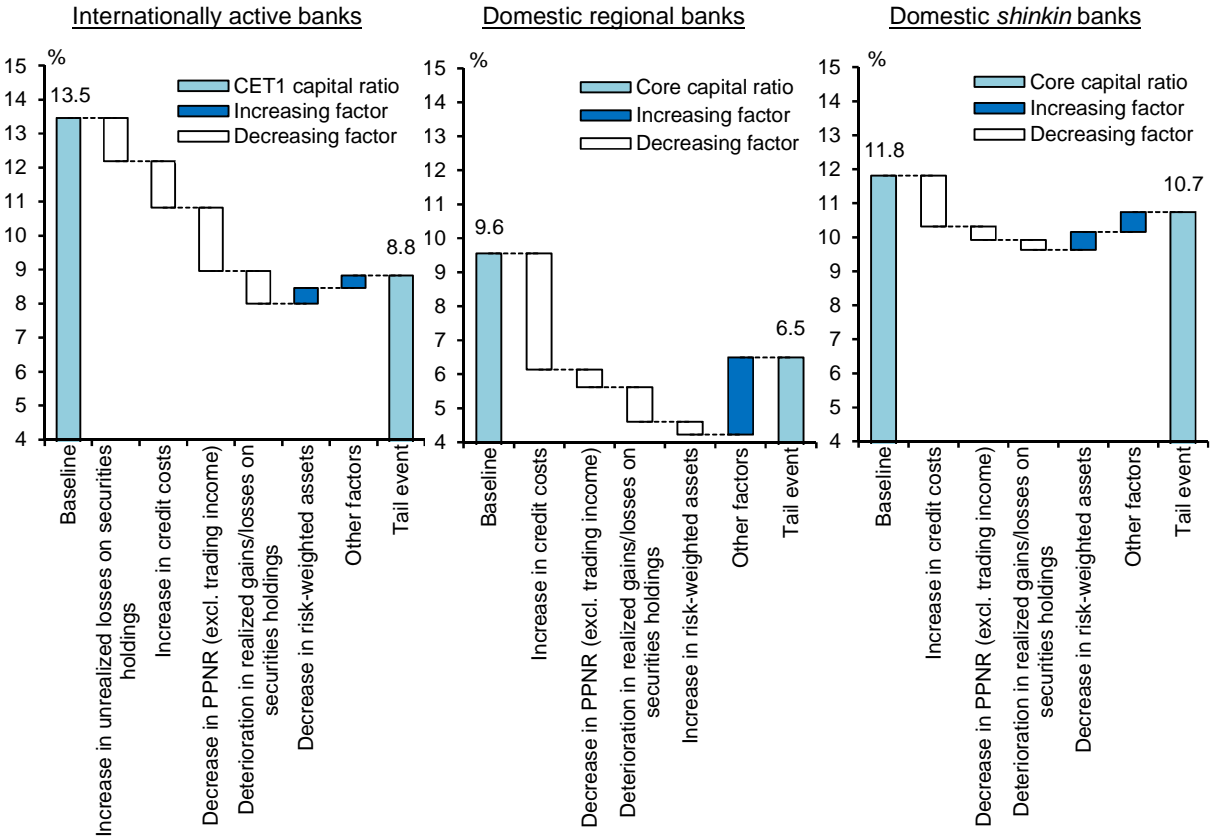 Internationally active banks
%
15
14
13
12
11
10
9
8
7
6
5
4
CET1 capital ratio
Increasing factor
Decreasing factor
13.5
8.8
Baseline
Increase in unrealized losses on securities
holdings
Increase in credit costs
Decrease in PPNR (excl. trading income)
Deterioration in realized gains/losses on
securities holdings
Decrease in risk-weighted assets
Other factors
Tail event
Domestic regional banks
%
15
14
13
12
11
10
9
8
7
6
5
4
Core capital ratio
Increasing factor
Decreasing factor
9.6
6.5
Baseline
Increase in credit costs
Decrease in PPNR (excl. trading income)
Deterioration in realized gains/losses on
securities holdings
Increase in risk-weighted assets
Other factors
Tail event
Domestic shinkin banks
%
15
14
13
12
11
10
9
8
7
6
5
4
Core capital ratio
Increasing factor
Decreasing factor
11.8
10.7
Baseline
Increase in credit costs
Decrease in PPNR (excl. trading income)
Deterioration in realized gains/losses on
securities holdings
Decrease in risk-weighted assets
Other factors
Tail event